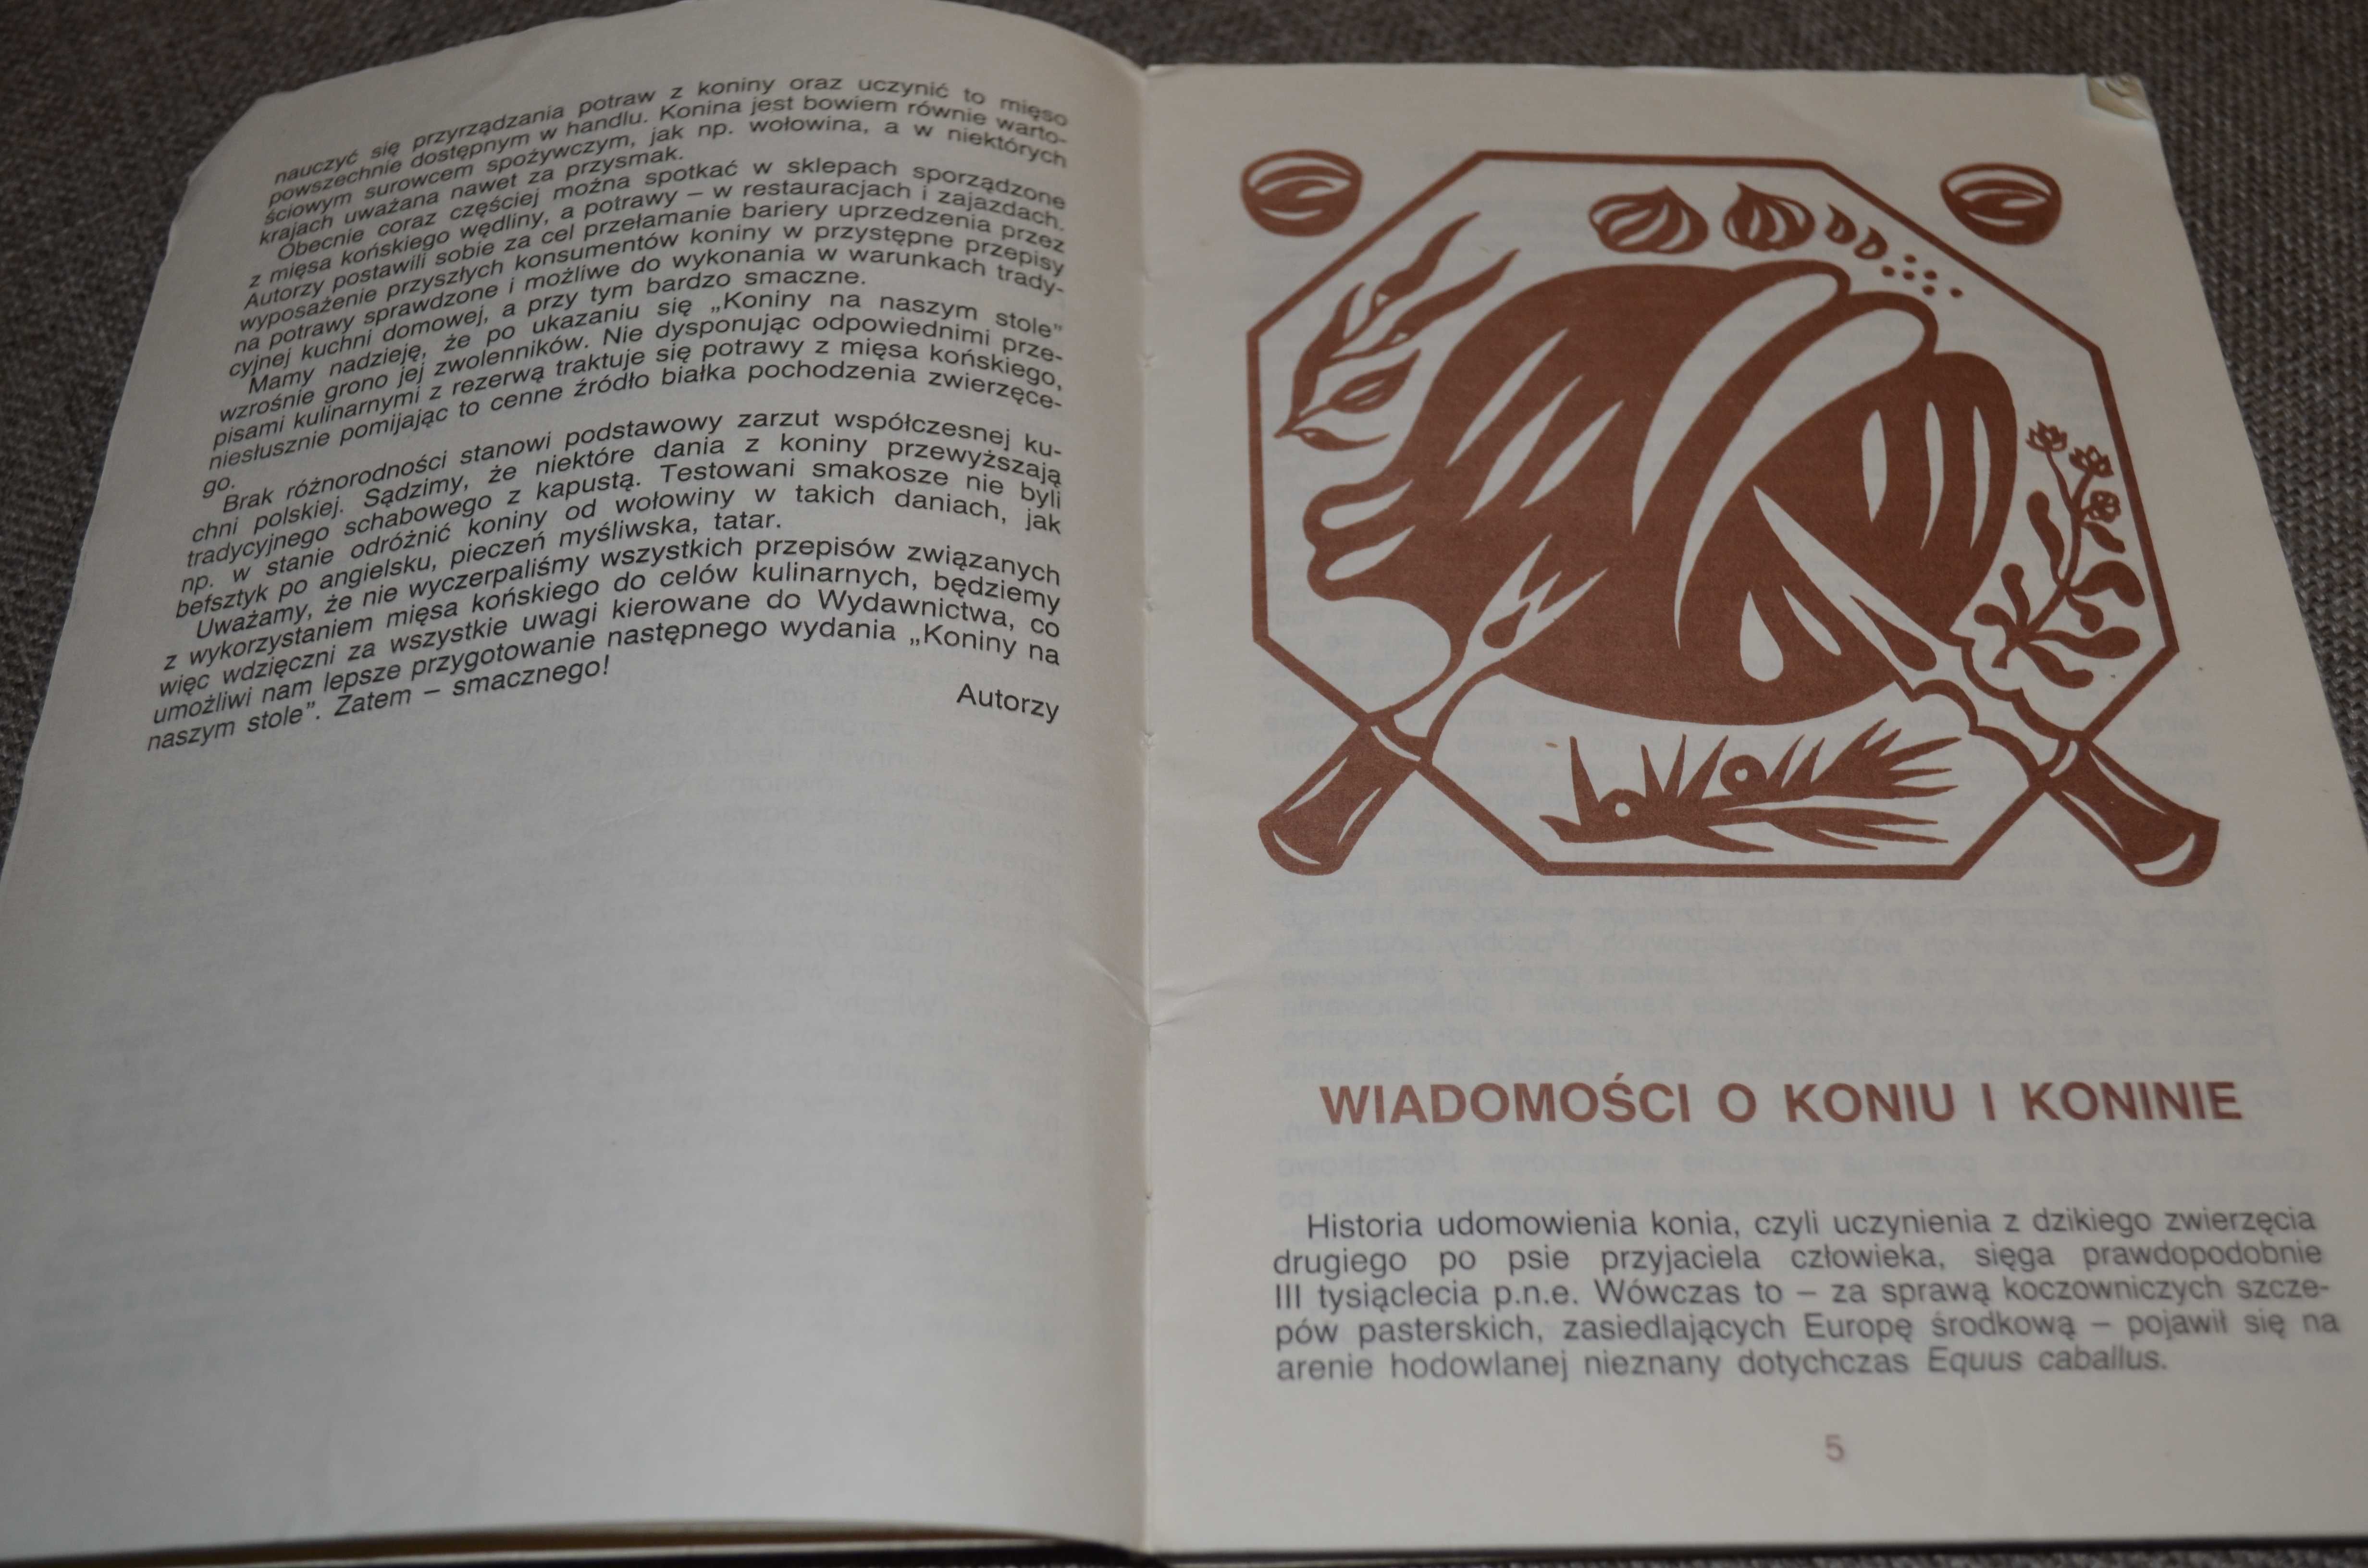 nauczyć się przyrządzania potraw z koniny oraz uczynić to mięso
powszechnie dostępnym w handlu. Konina jest bowiem równie warto-
ściowym surowcem spożywczym, jak np. wołowina, a w niektórych
krajach uważana nawet za przysmak.
Obecnie coraz częściej można spotkać w sklepach sporządzone
z mięsa końskiego wędliny, a potrawy – w restauracjach i zajazdach.
Autorzy postawili sobie za cel przełamanie bariery uprzedzenia przez
wyposażenie przyszłych konsumentów koniny w przystępne przepisy
na potrawy sprawdzone i możliwe do wykonania w warunkach trady-
cyjnej kuchni domowej, a przy tym bardzo smaczne.
Mamy nadzieję, że po ukazaniu się „Koniny na naszym stole”
wzrośnie grono jej zwolenników. Nie dysponując odpowiednimi prze-
pisami kulinarnymi z rezerwą traktuje się potrawy z mięsa końskiego,
niesłusznie pomijając to cenne źródło białka pochodzenia zwierzęce-
go.
Brak różnorodności stanowi podstawowy zarzut współczesnej ku-
chni polskiej. Sądzimy, że niektóre dania z koniny przewyższają
tradycyjnego schabowego z kapustą. Testowani smakosze nie byli
np. w stanie odróżnić koniny od wołowiny w takich daniach, jak
befsztyk po angielsku, pieczeń myśliwska, tatar.
Uważamy, że nie wyczerpaliśmy wszystkich przepisów związanych
z wykorzystaniem mięsa końskiego do celów kulinarnych, będziemy
więc wdzięczni za wszystkie uwagi kierowane do Wydawnictwa, co
umożliwi nam lepsze przygotowanie następnego wydania „Koniny na
naszym stole”. Zatem – smacznego!
Autorzy
WIADOMOŚCI O KONIU I KONINIE
Historia udomowienia konia, czyli uczynienia z dzikiego zwierzęcia
drugiego po psie przyjaciela człowieka, sięga prawdopodobnie
III tysiąclecia p.n.e. Wówczas to – za sprawą koczowniczych szcze-
pów pasterskich, zasiedlających Europę środkową – pojawił się na
arenie hodowlanej nieznany dotychczas Equus caballus.
5